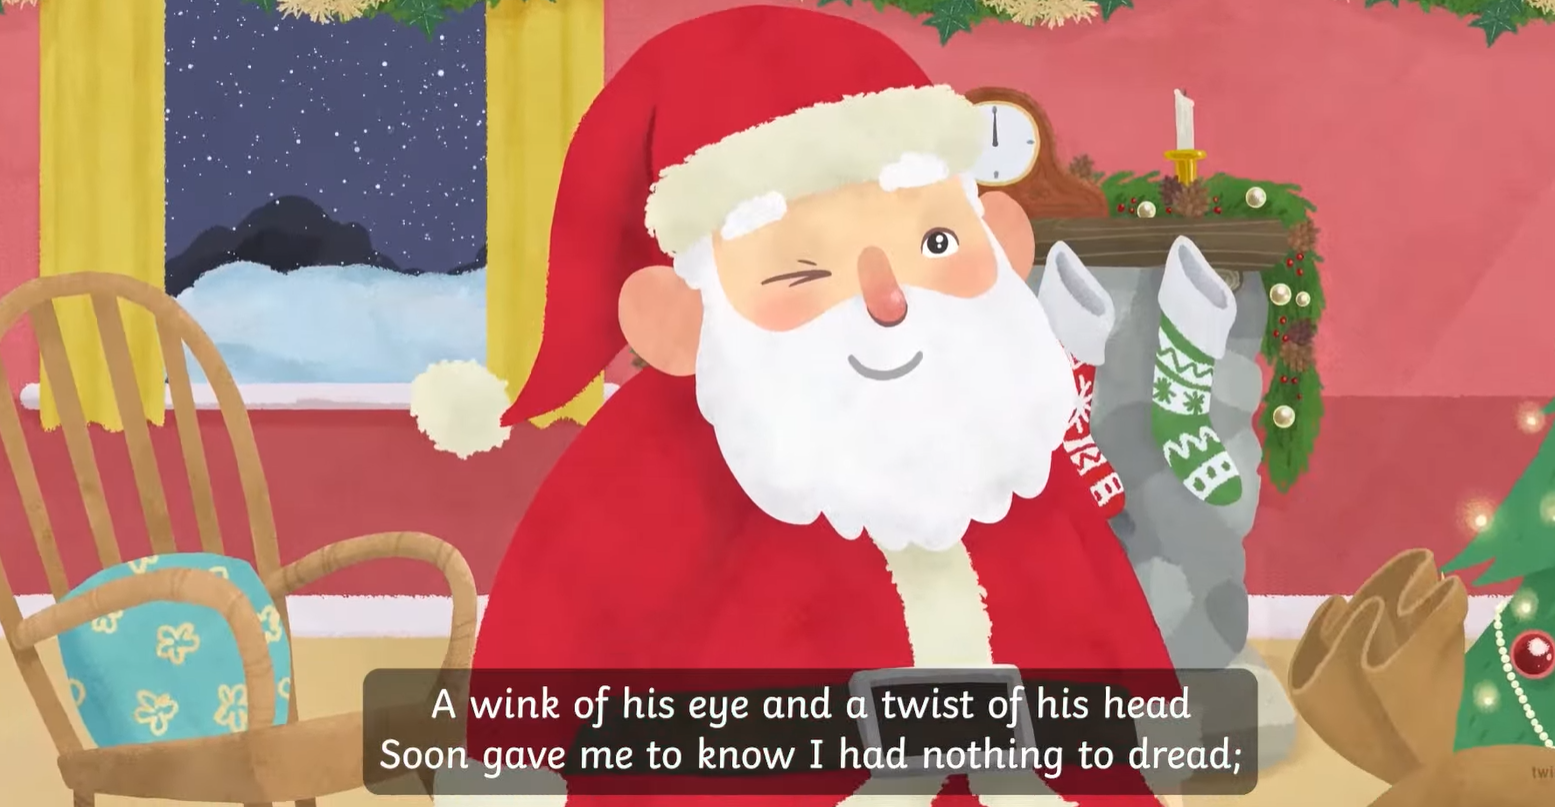 A wink of his eye and a twist of his head
Soon gave me to know I had nothing to dread;